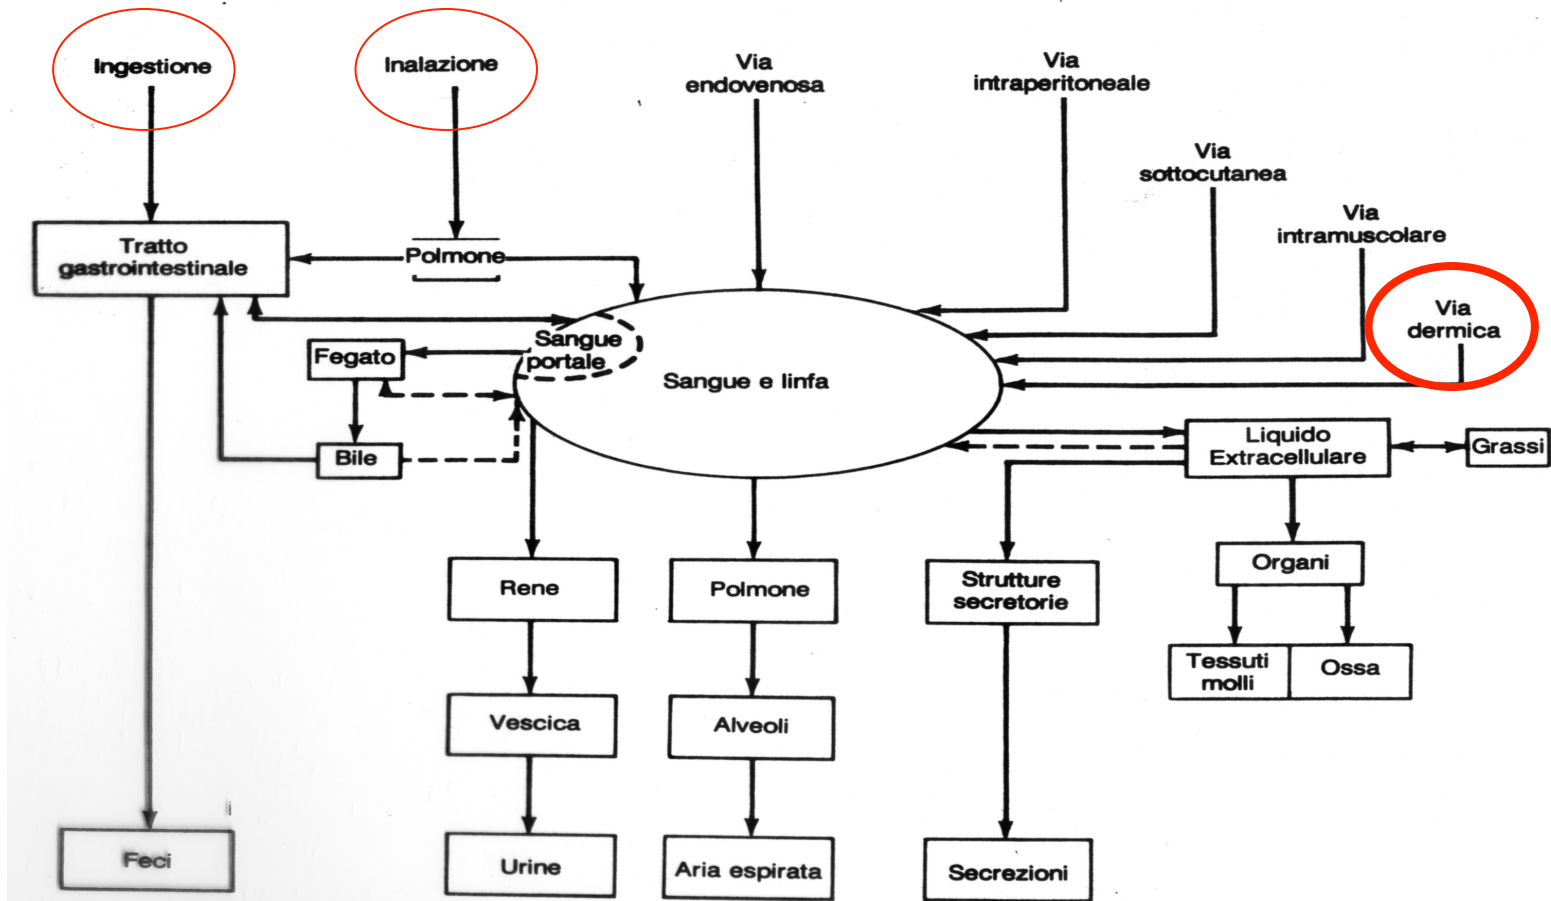 Ingestione
Inalazione
Via
endovenosa
Via
intraperitoneale
Via
sottocutanea
Via
intramuscolare
Via
dermica
Tratto
gastrointestinale
Polmone
Sangue
portale
Fegato
Sangue e linfa
Bile
Liquido
Extracellulare
Grassi
Organi
Rene
Polmone
Strutture
secretorie
Tessuti
molli
Ossa
Vescica
Alveoli
Feci
Urine
Aria espirata
Secrezioni